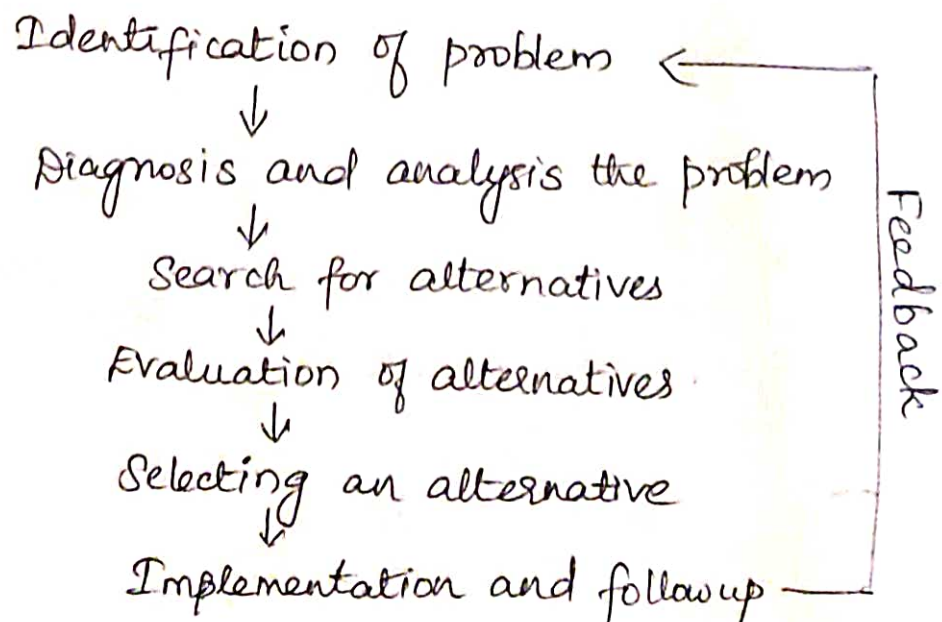 Identification of problem
Diagnosis and analysis the problem
Search for alternatives
Evaluation of alternatives
Selecting an alternative
Implementation and followup
Feedback